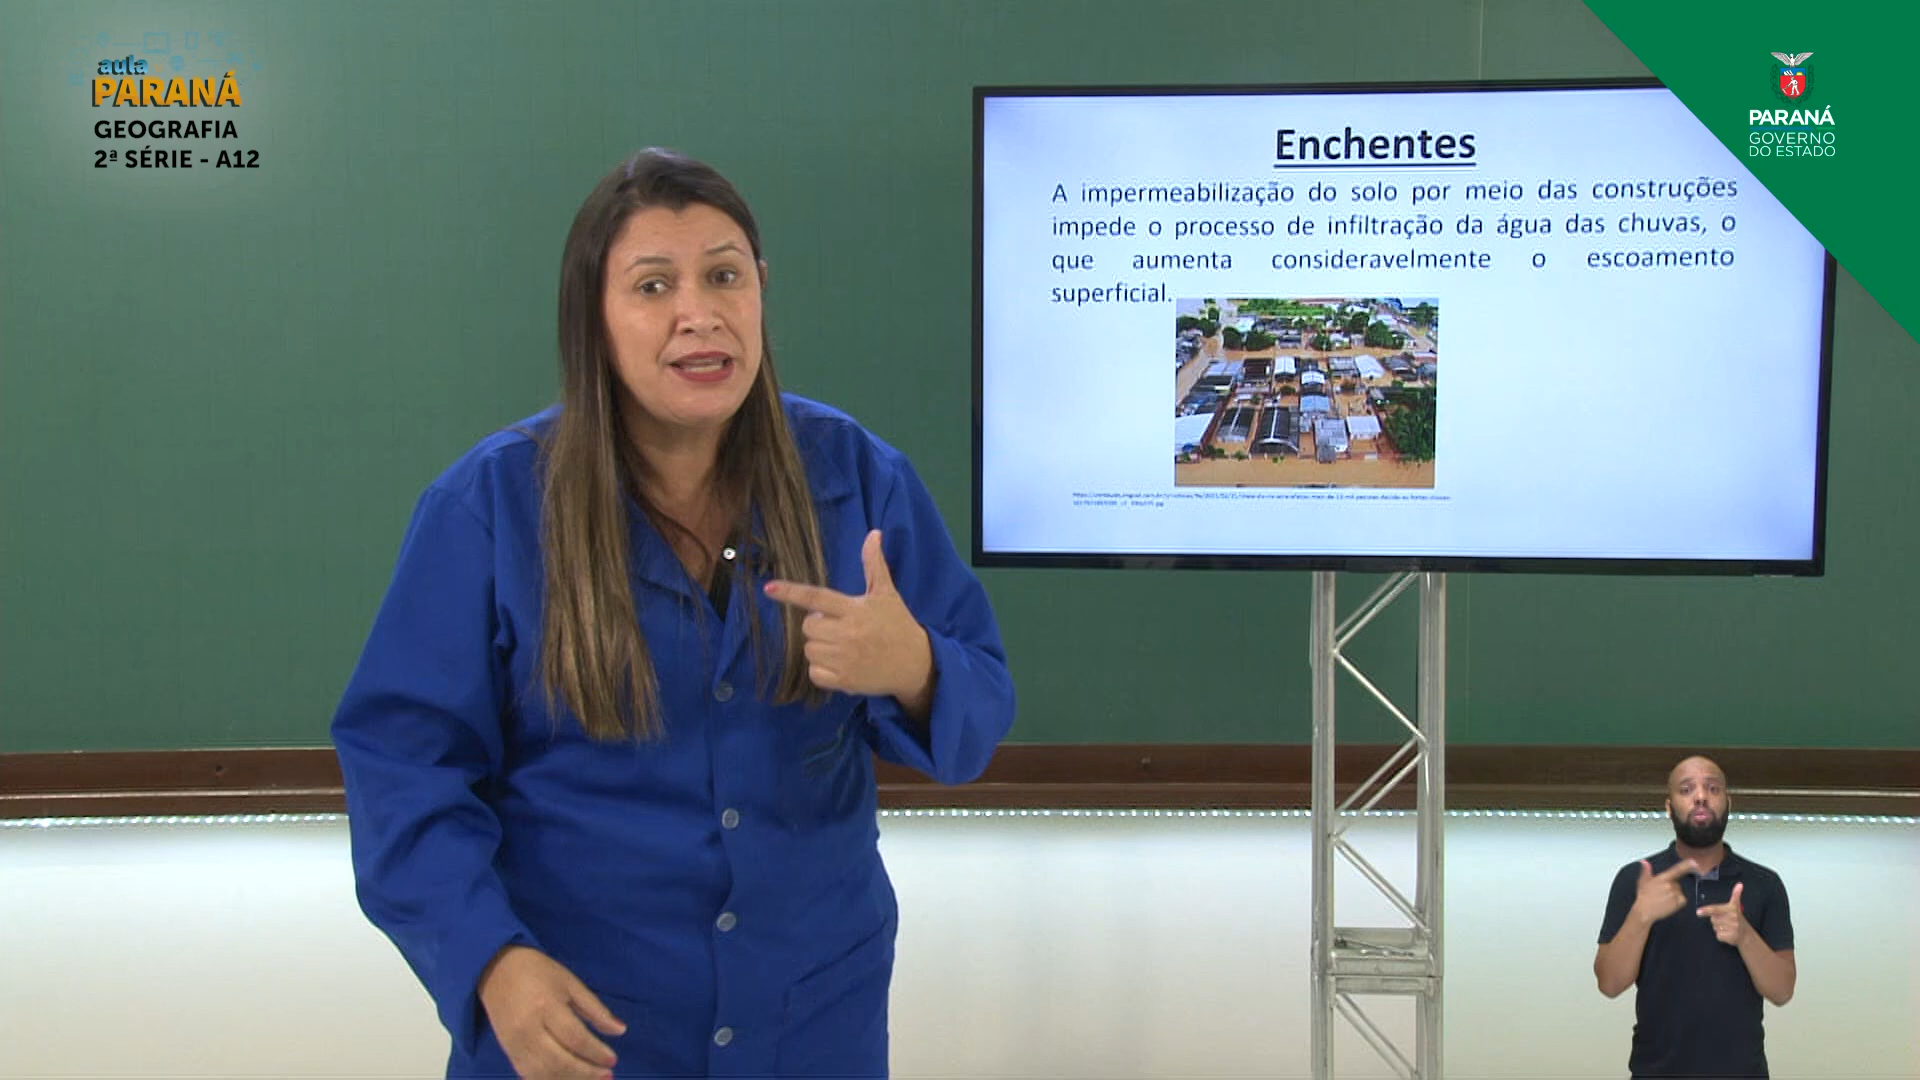 aula
PARANÁ
GEOGRAFIA
2ª SÉRIE - A12
PARANÁ
GOVERNO
DO ESTADO
Enchentes
A impermeabilização do solo por meio das construções
impede o processo de infiltração da água das chuvas, o
que aumenta consideravelmente o escoamento
superficial.